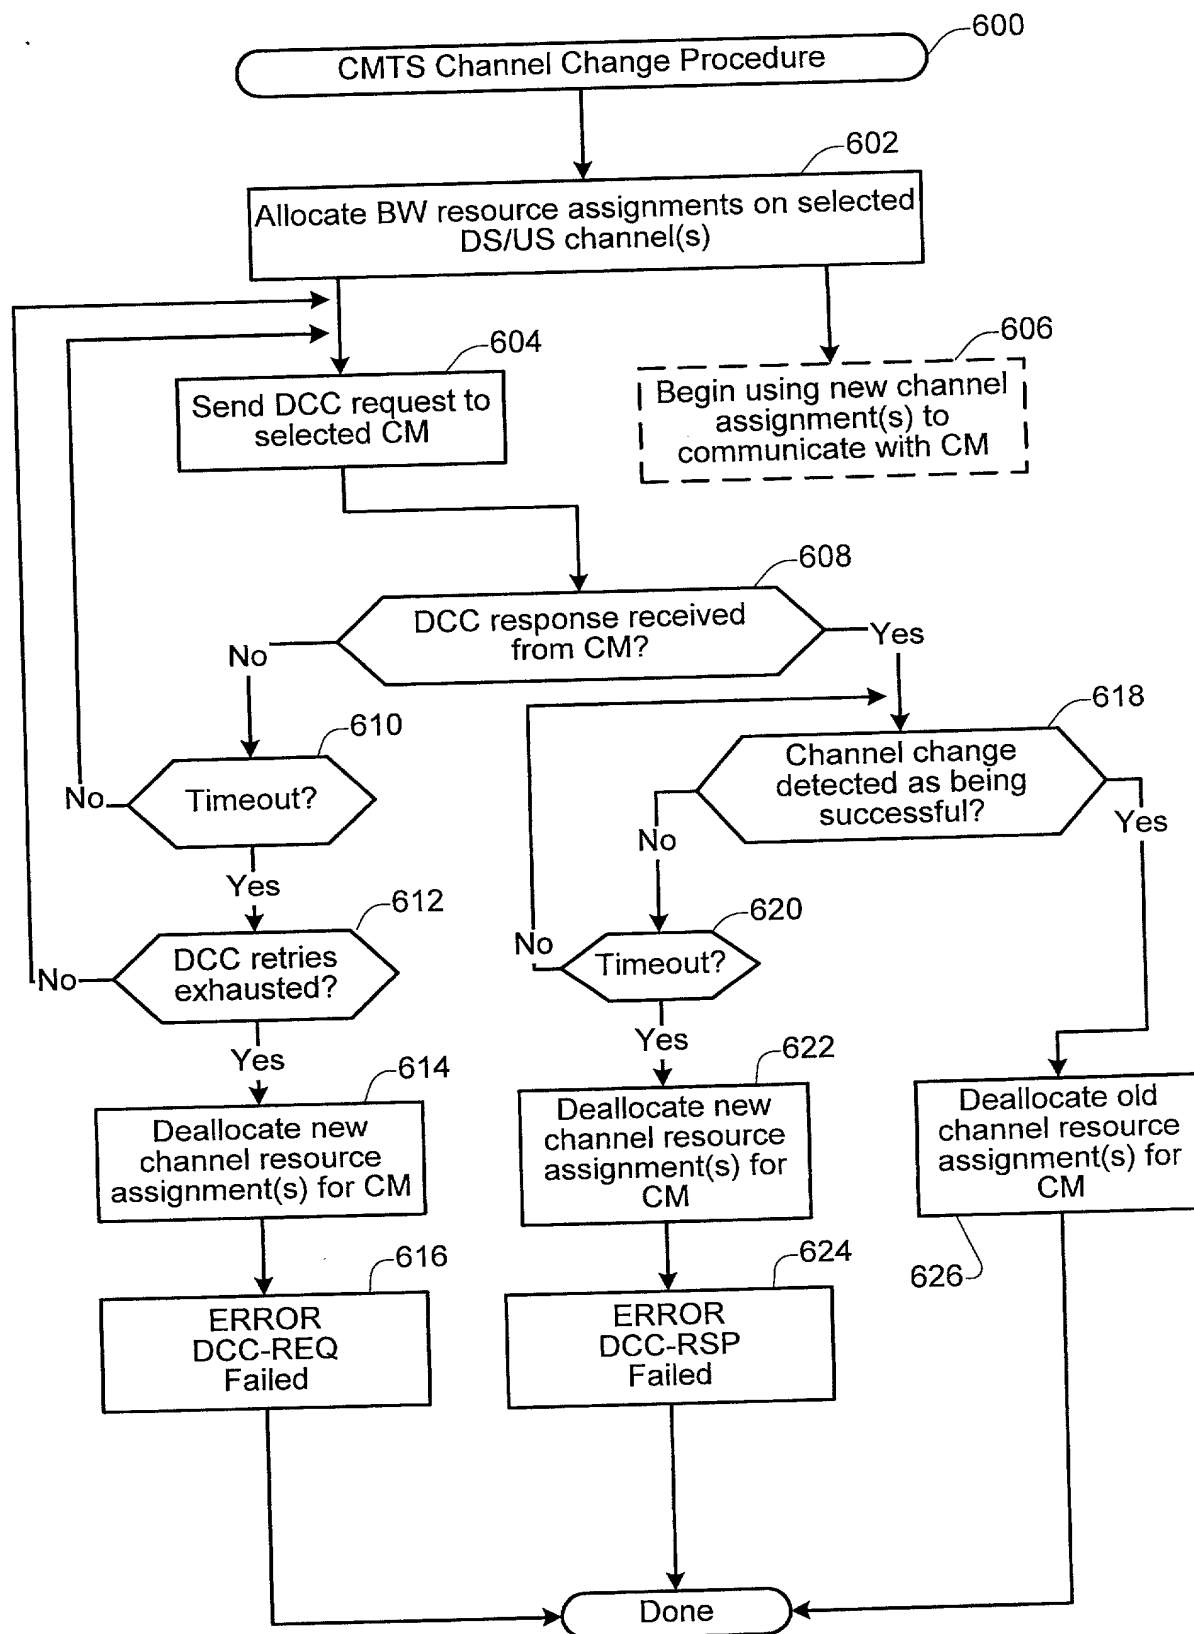 600
CMTS Channel Change Procedure
602
Allocate BW resource assignments on selected
DS/US channel(s)
604
Send DCC request to
selected CM
606
Begin using new channel
assignment(s) to
communicate with CM
608
DCC response received
from CM?
No
Yes
610
Timeout?
No
Yes
618
Channel change
detected as being
successful?
No
Yes
612
DCC retries
exhausted?
No
Yes
620
Timeout?
No
Yes
614
Deallocate new
channel resource
assignment(s) for CM
622
Deallocate new
channel resource
assignment(s) for
CM
Deallocate old
channel resource
assignment(s) for
CM
626
616
ERROR
DCC-REQ
Failed
624
ERROR
DCC-RSP
Failed
Done